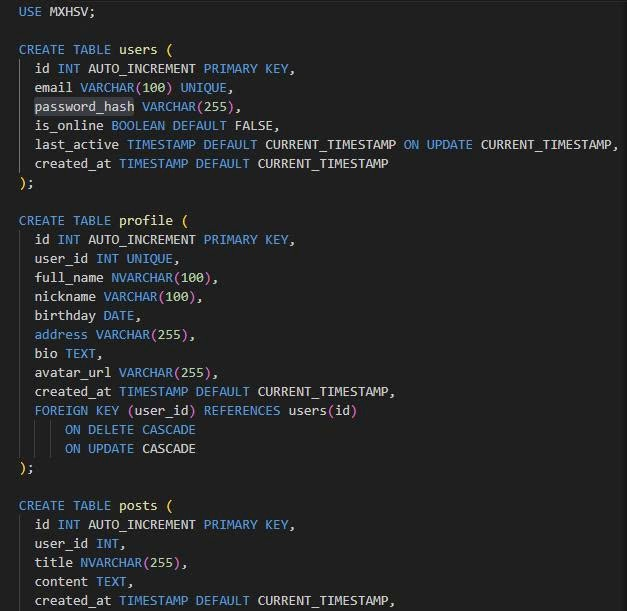 USE MXHSV;
CREATE TABLE users (
id INT AUTO_INCREMENT PRIMARY KEY,
email VARCHAR(100) UNIQUE,
password_hash VARCHAR(255),
is_online BOOLEAN DEFAULT FALSE,
last_active TIMESTAMP DEFAULT CURRENT_TIMESTAMP ON UPDATE CURRENT_TIMESTAMP,
created_at TIMESTAMP DEFAULT CURRENT_TIMESTAMP
);
CREATE TABLE profile (
id INT AUTO_INCREMENT PRIMARY KEY,
user_id INT UNIQUE,
full_name NVARCHAR(100),
nickname VARCHAR(100),
birthday DATE,
address VARCHAR(255),
bio TEXT,
avatar_url VARCHAR(255),
created_at TIMESTAMP DEFAULT CURRENT_TIMESTAMP,
FOREIGN KEY (user_id) REFERENCES users(id)
ON DELETE CASCADE
ON UPDATE CASCADE
);
CREATE TABLE posts (
id INT AUTO_INCREMENT PRIMARY KEY,
user_id INT,
title NVARCHAR(255),
content TEXT,
created_at TIMESTAMP DEFAULT CURRENT_TIMESTAMP,